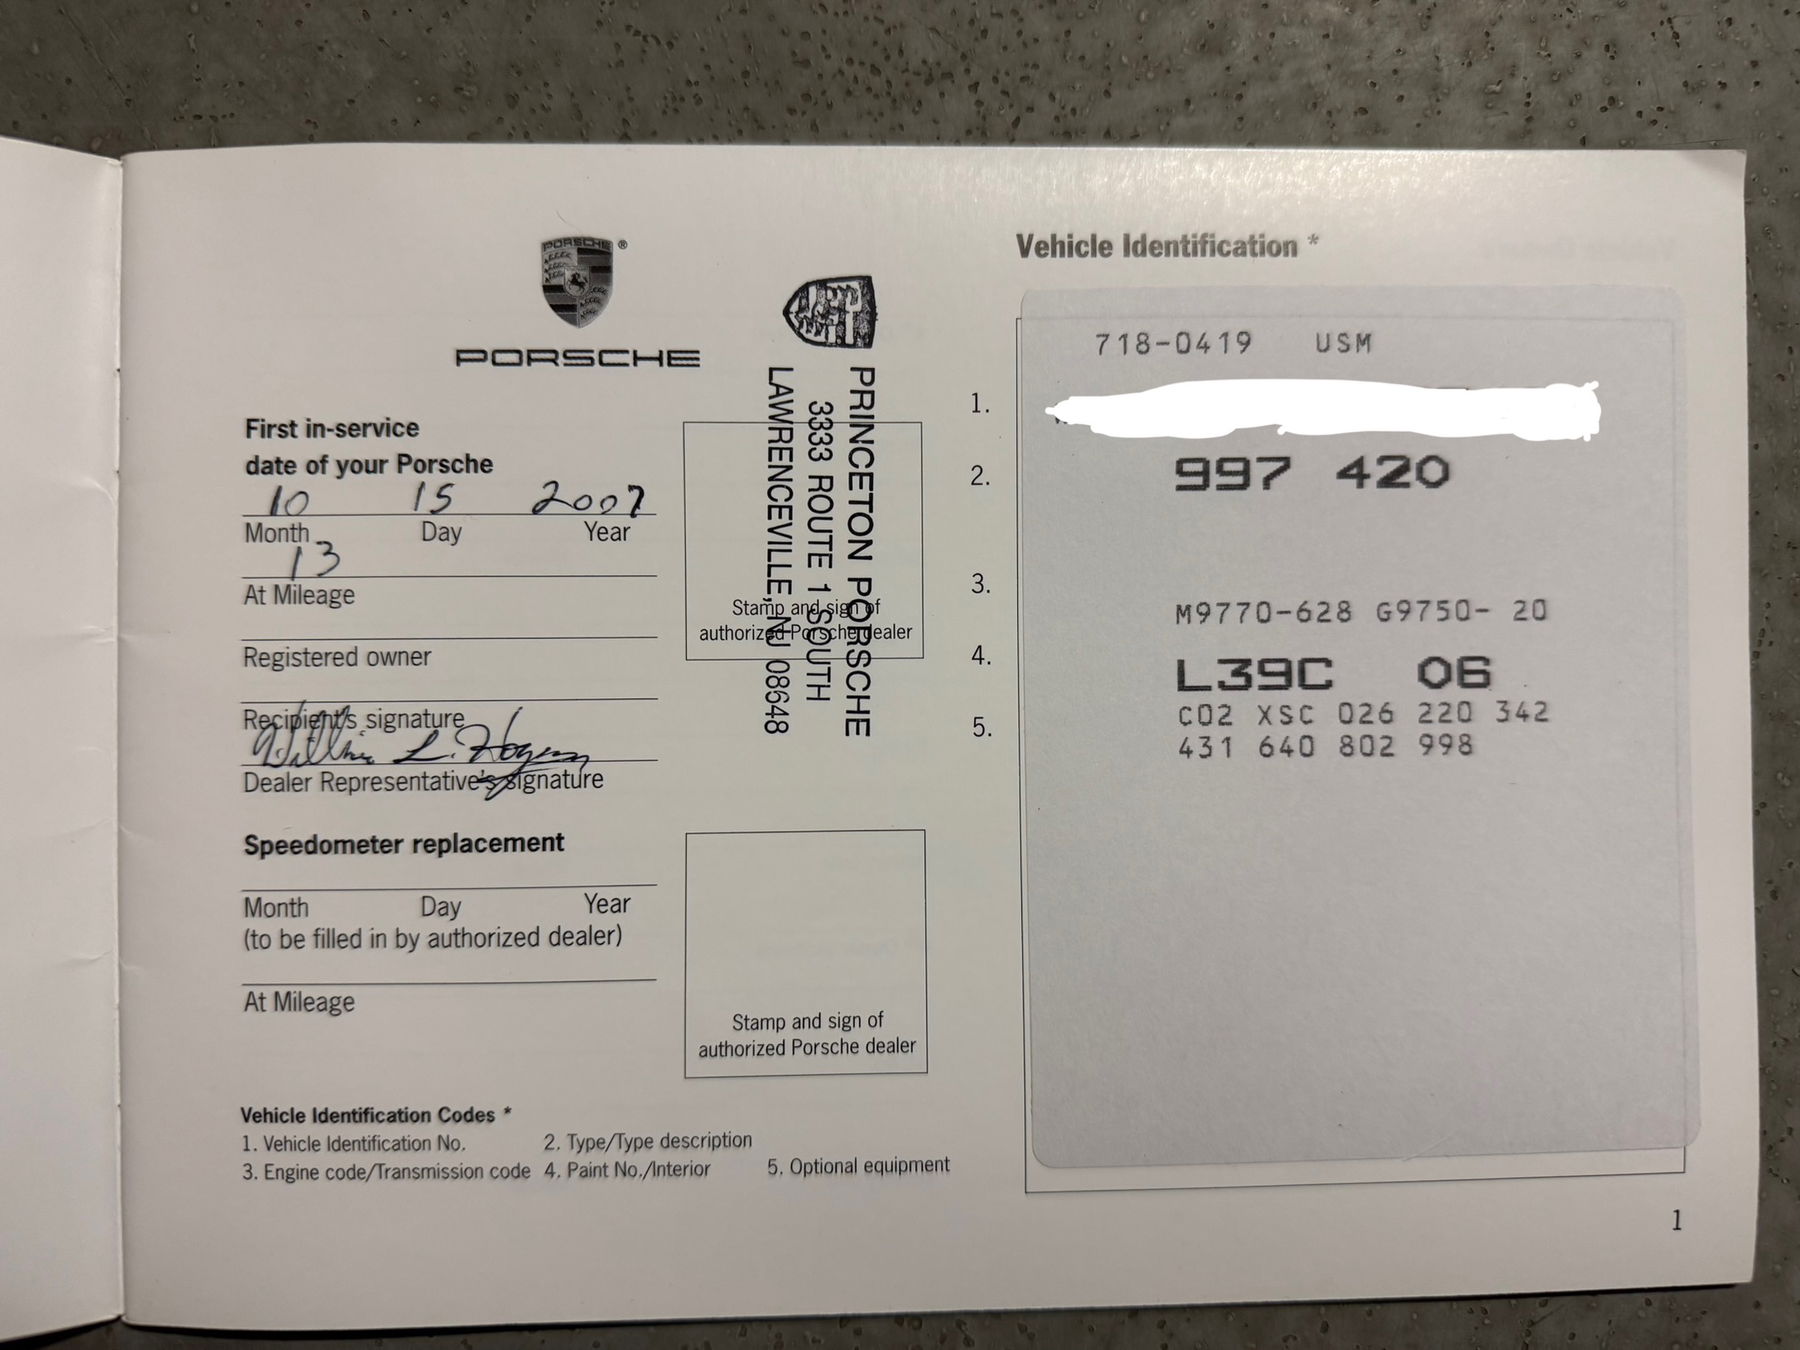 PORSCHE ®
PORSCHE
First in-service
date of your Porsche
10 15 2007
Month Day Year
13
At Mileage
Registered owner
Recipient's signature
William L.
Dealer Representative's signature
PRINCETON PORSCHE
3333 ROUTE 1 SOUTH
LAWRENCEVILLE, NJ 08648
Stamp and sign of
authorized Porsche dealer
Speedometer replacement
Month Day Year
(to be filled in by authorized dealer)
At Mileage
Stamp and sign of
authorized Porsche dealer
Vehicle Identification Codes *
1. Vehicle Identification No. 2. Type/Type description
3. Engine code/Transmission code 4. Paint No./Interior 5. Optional equipment
Vehicle Identification *
718-0419 USM
1.
2. 997 420
3. M9770-628 G9750- 20
4. L39C 06
5. C02 XSC 026 220 342
431 640 802 998
1